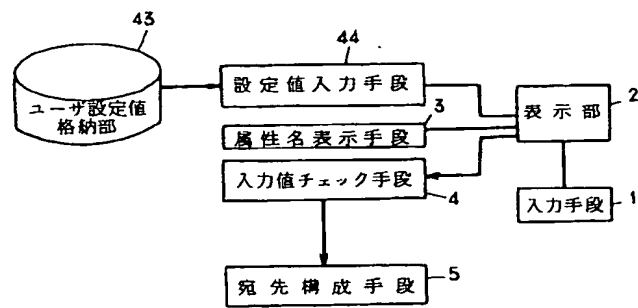 43
ユーザ設定値
格納部
44
設定値入力手段
2
表示部
3
属性名表示手段
入力値チェック手段
4
入力手段
1
宛先構成手段
5